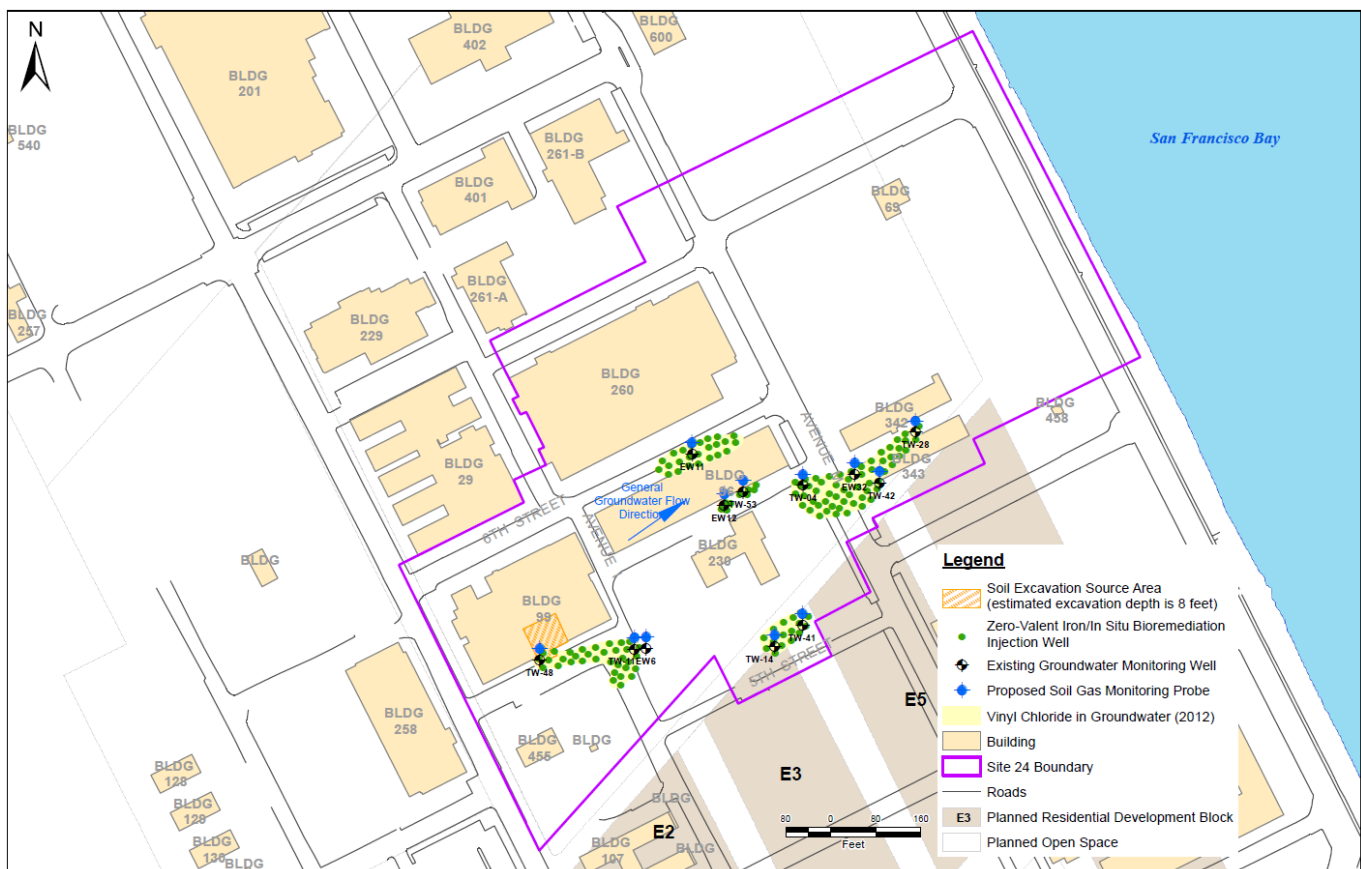 N
BLDG
201
BLDG
402
BLDG
600
BLDG
540
BLDG
261-B
BLDG
401
San Francisco Bay
BLDG
69
BLDG
261-A
BLDG
257
BLDG
229
BLDG
260
BLDG
342
BLDG
458
AVENUE
TW-28
BLDG
343
EW11
BLDG
29
BLDG
TW-53
EW12
TW-04
EW32
TW-42
General
Groundwater Flow
Direction
6TH STREET
AVENUE
BLDG
BLDG
230
BLDG
99
TW-48
TW-11
EW6
TW-41
TW-14
5TH STREET
BLDG
258
BLDG
455
BLDG
BLDG
128
BLDG
129
BLDG
130
BLDG
BLDG
BLDG
107
BLDG
E2
E3
E5
80 0 80 160
Feet
Legend
Soil Excavation Source Area
(estimated excavation depth is 8 feet)
Zero-Valent Iron/In Situ Bioremediation
Injection Well
Existing Groundwater Monitoring Well
Proposed Soil Gas Monitoring Probe
Vinyl Chloride in Groundwater (2012)
Building
Site 24 Boundary
Roads
E3 Planned Residential Development Block
Planned Open Space